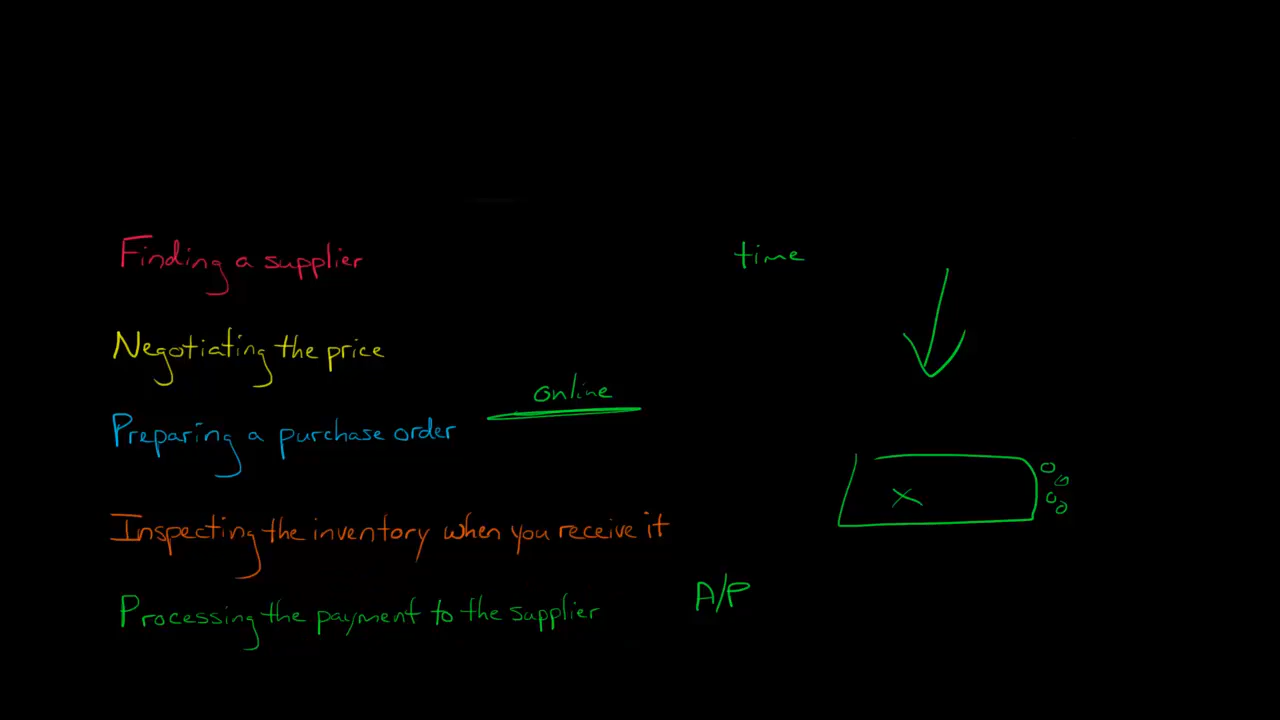 Finding a supplier
time
Negotiating the price
online
Preparing a purchase order
Inspecting the inventory when you receive it
Processing the payment to the supplier
A/P